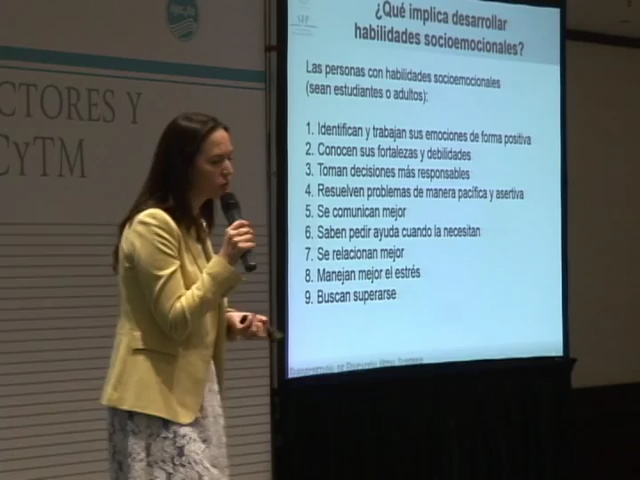 CTORES Y
CyTM
SEP
¿Qué implica desarrollar
habilidades socioemocionales?
Las personas con habilidades socioemocionales
(sean estudiantes o adultos):
1. Identifican y trabajan sus emociones de forma positiva
2. Conocen sus fortalezas y debilidades
3. Toman decisiones más responsables
4. Resuelven problemas de manera pacífica y asertiva
5. Se comunican mejor
6. Saben pedir ayuda cuando la necesitan
7. Se relacionan mejor
8. Manejan mejor el estrés
9. Buscan superarse